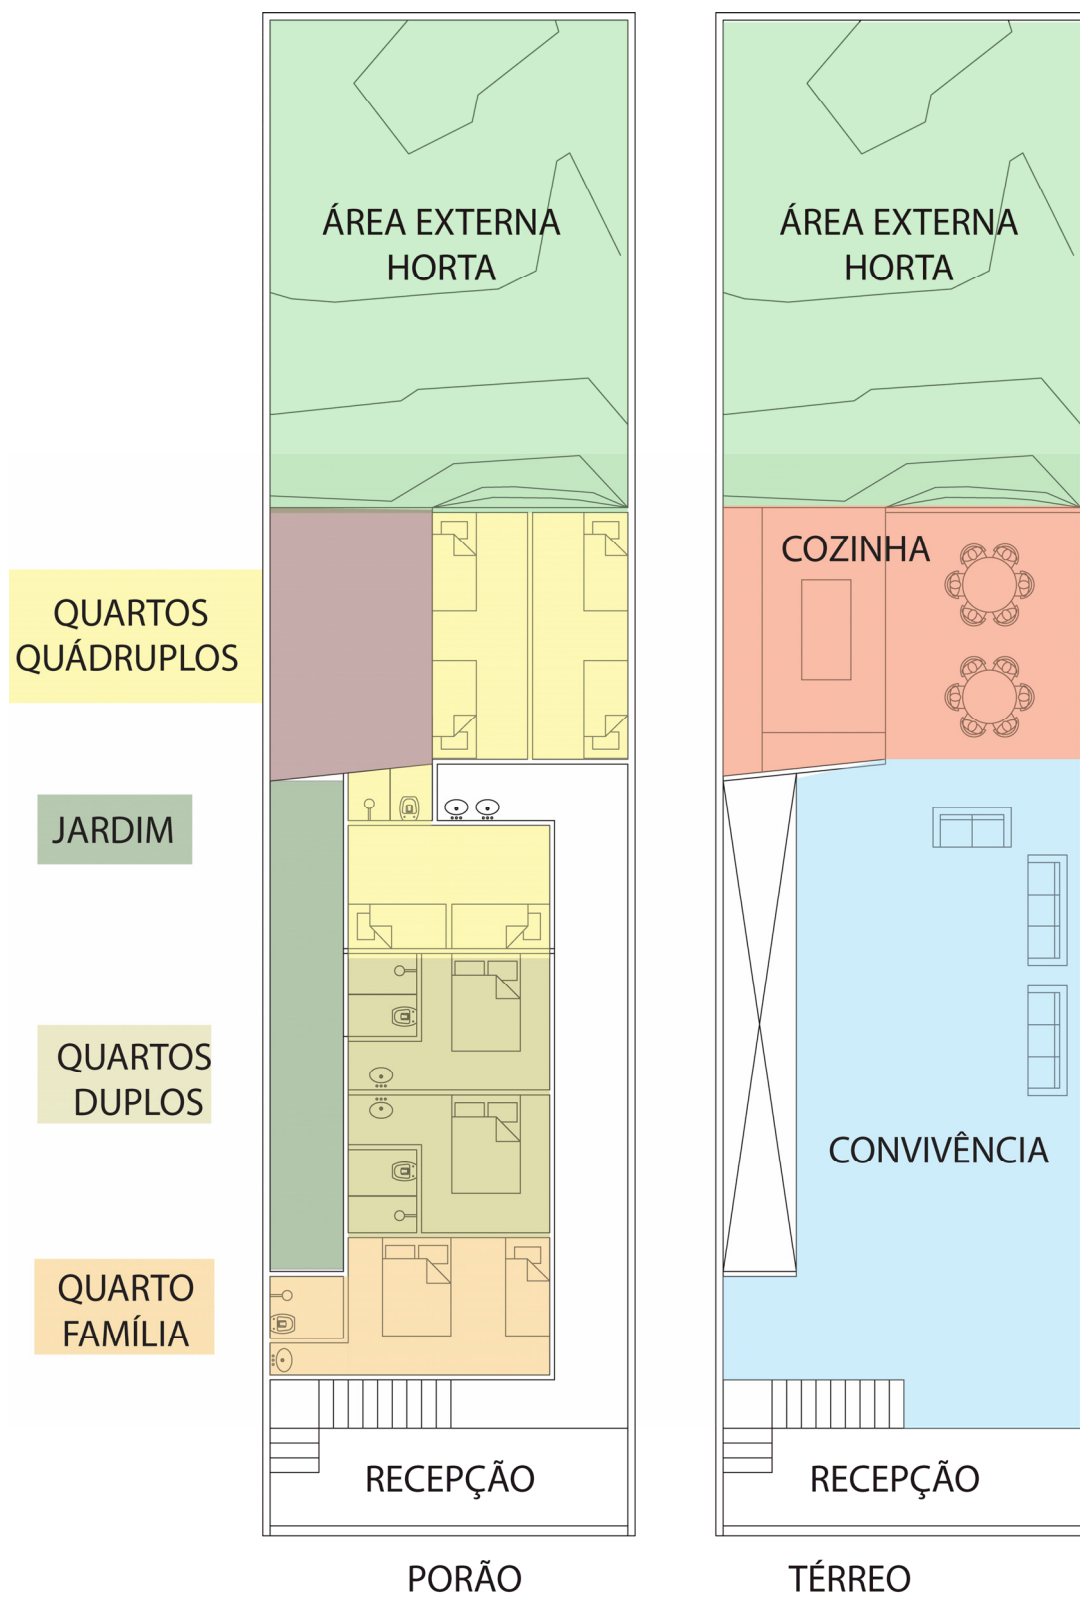 ÁREA EXTERNA
HORTA
ÁREA EXTERNA
HORTA
COZINHA
QUARTOS
QUÁDRUPLOS
JARDIM
QUARTOS
DUPLOS
CONVIVÊNCIA
QUARTO
FAMÍLIA
RECEPÇÃO
RECEPÇÃO
PORÃO
TÉRREO